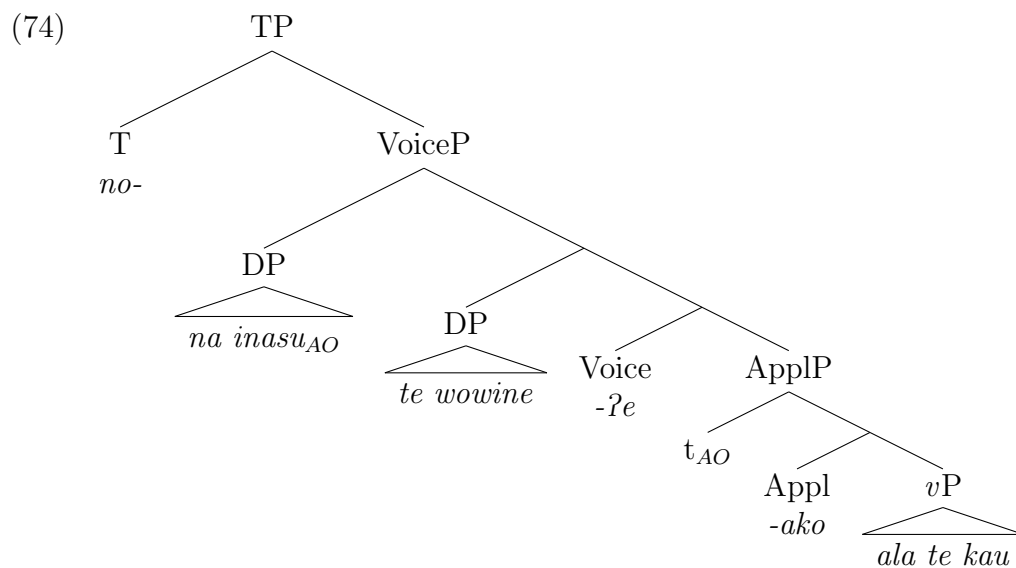 (74) TP
T VoiceP
no-
DP
na inasu_AO DP
te wowine Voice ApplP
-ʔe
t_AO
Appl vP
-ako
ala te kau